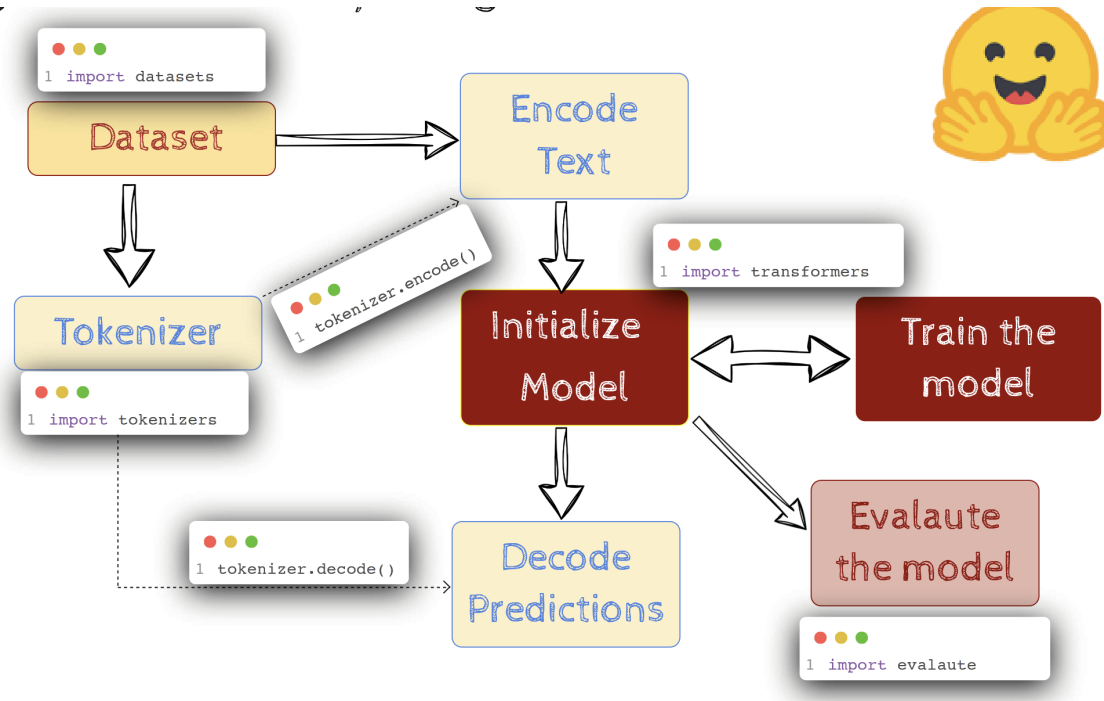 1 import datasets
Dataset
Encode
Text
1 tokenizer.encode()
1 import transformers
Tokenizer
1 import tokenizers
Initialize
Model
Train the
model
1 tokenizer.decode()
Decode
Predictions
Evalaute
the model
1 import evalaute